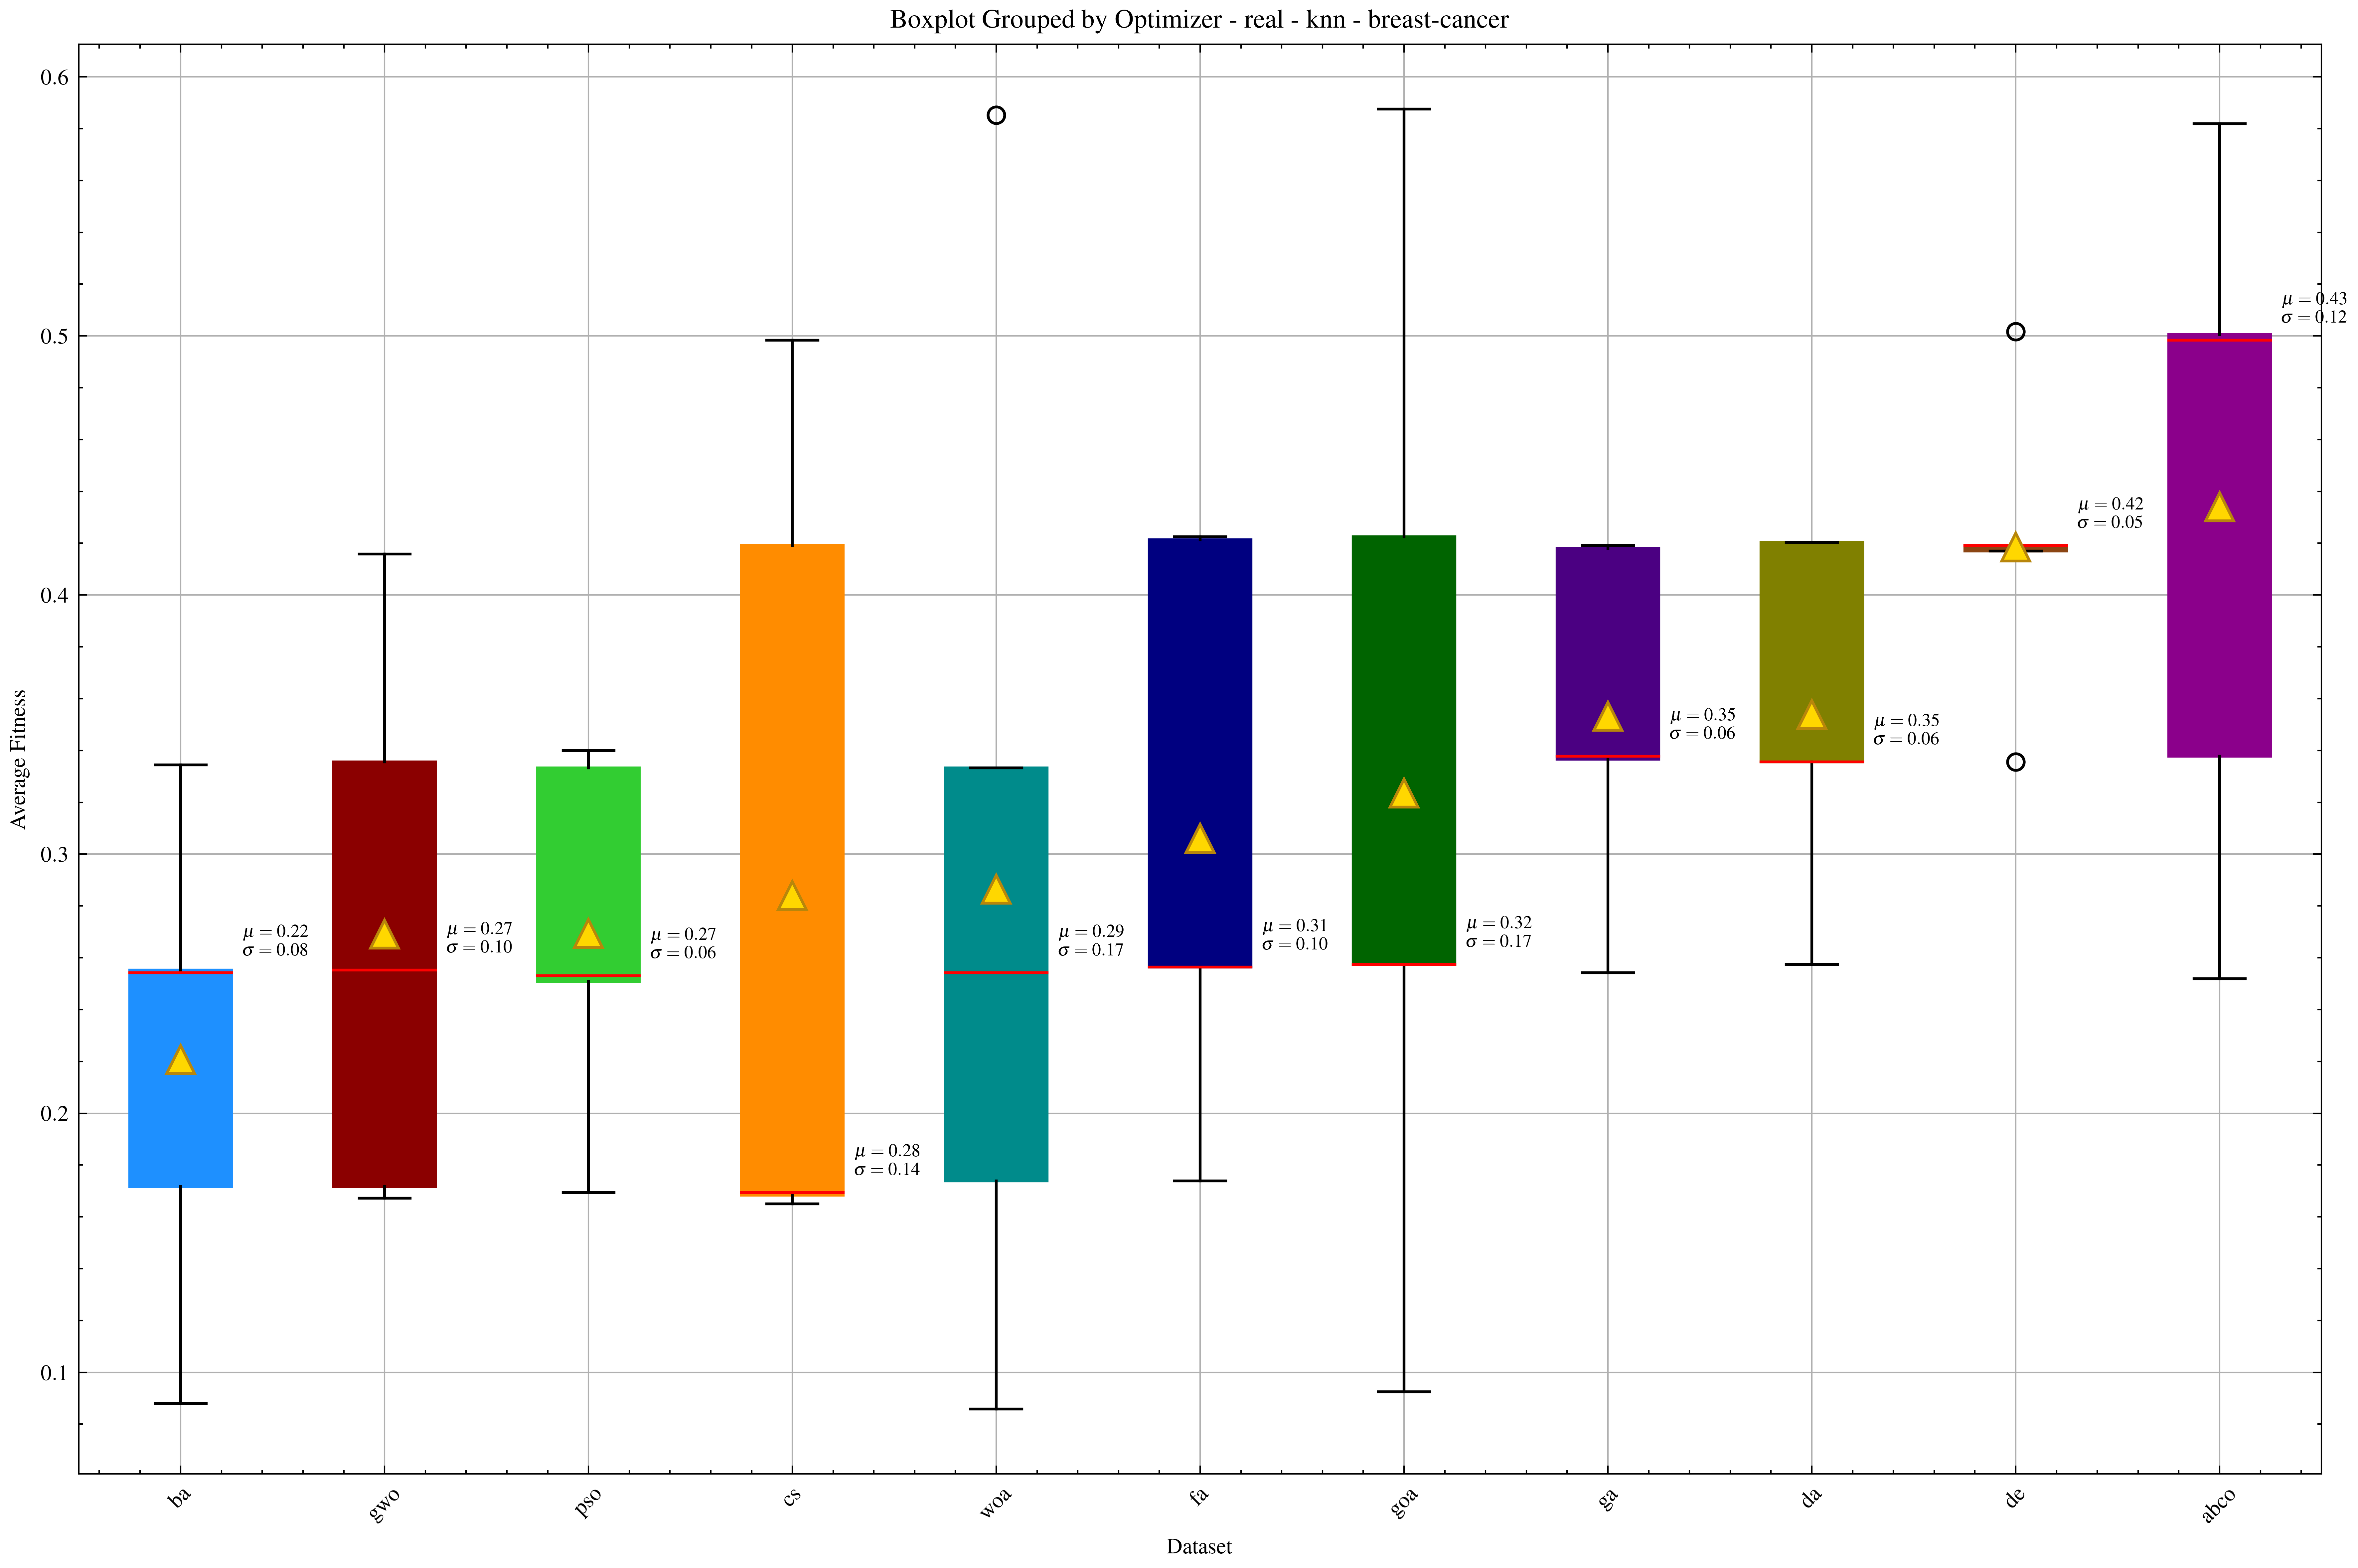 Boxplot Grouped by Optimizer - real - knn - breast-cancer
Average Fitness
0.6
0.5
0.4
0.3
0.2
0.1
μ = 0.22
σ = 0.08
μ = 0.27
σ = 0.10
μ = 0.27
σ = 0.06
μ = 0.28
σ = 0.14
μ = 0.29
σ = 0.17
μ = 0.31
σ = 0.10
μ = 0.32
σ = 0.17
μ = 0.35
σ = 0.06
μ = 0.35
σ = 0.06
μ = 0.42
σ = 0.05
μ = 0.43
σ = 0.12
ba
gwo
pso
cs
woa
fa
goa
ga
da
de
abco
Dataset